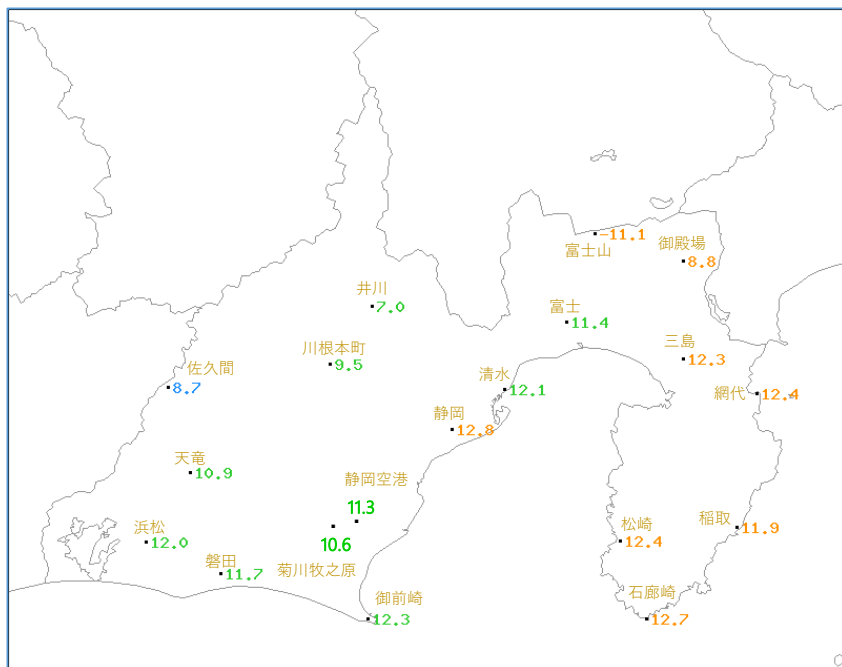 -11.1
富士山
御殿場
8.8
井川
7.0
富士
11.4
川根本町
9.5
三島
12.3
佐久間
8.7
清水
12.1
網代
12.4
静岡
12.8
天竜
10.9
静岡空港
11.3
浜松
12.0
10.6
菊川牧之原
松崎
12.4
稲取
11.9
磐田
11.7
御前崎
12.3
石廊崎
12.7